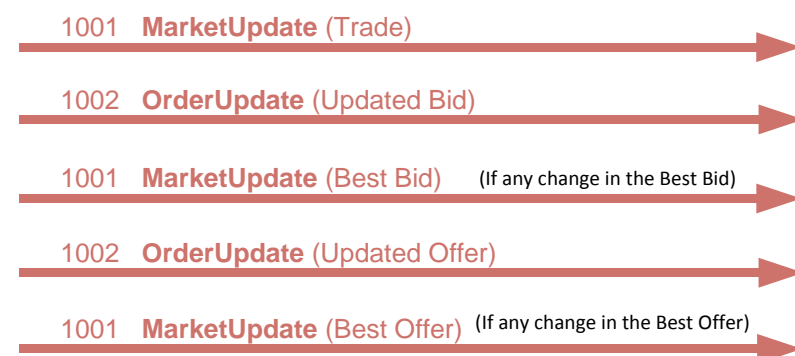 1001 MarketUpdate (Trade)
1002 OrderUpdate (Updated Bid)
1001 MarketUpdate (Best Bid) (If any change in the Best Bid)
1002 OrderUpdate (Updated Offer)
1001 MarketUpdate (Best Offer) (If any change in the Best Offer)